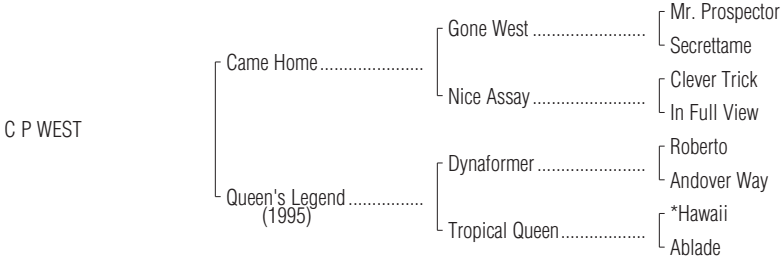 Mr. Prospector
Gone West ........................
Secrettame
Came Home......................
Clever Trick
Nice Assay ........................
In Full View
C P WEST
Roberto
Dynaformer .......................
Andover Way
Queen's Legend ................
(1995)
*Hawaii
Tropical Queen..................
Ablade